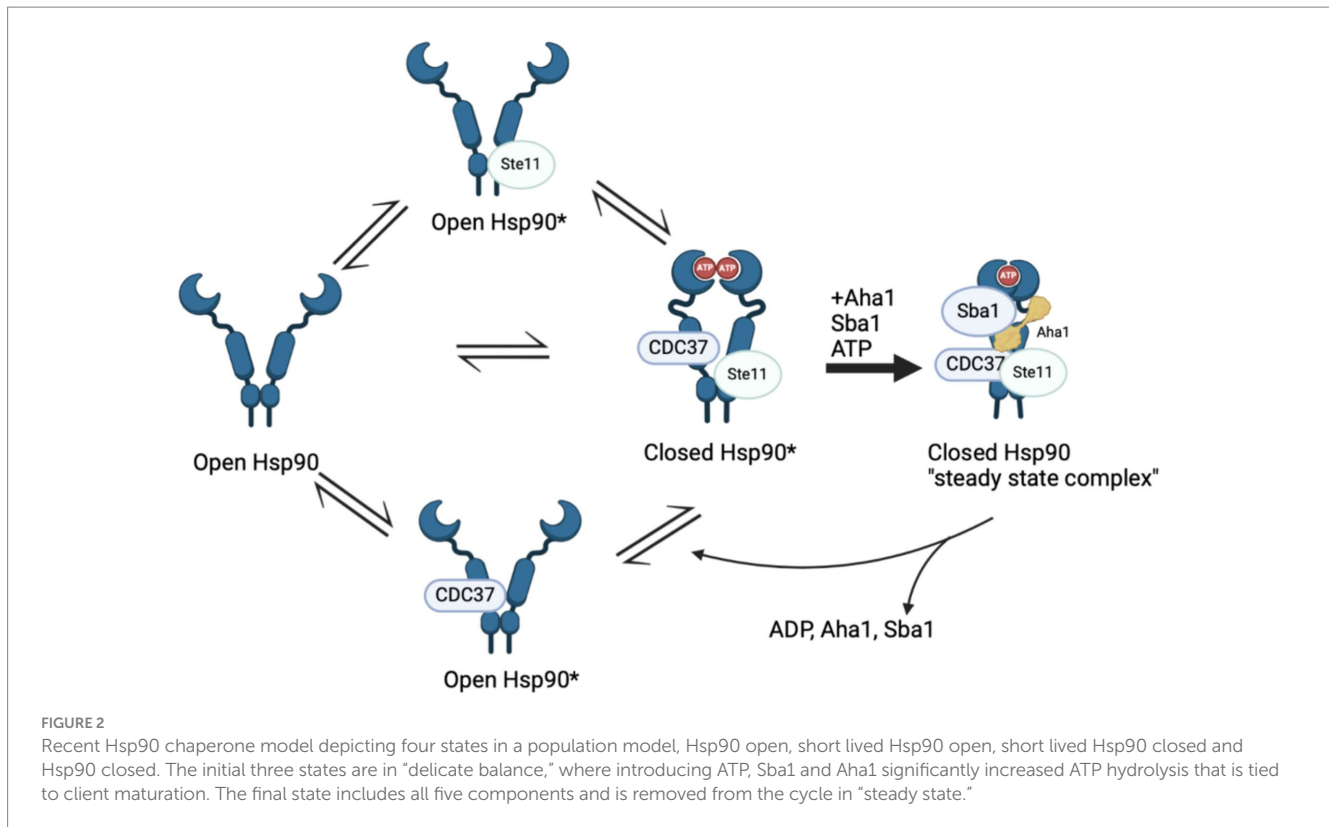 Ste11
Open Hsp90*
ATP ATP
CDC37
Ste11
Closed Hsp90*
+Aha1
Sba1
ATP
ATP
Sba1
Aha1
CDC37
Ste11
Closed Hsp90
"steady state complex"
Open Hsp90
CDC37
Open Hsp90*
ADP, Aha1, Sba1
FIGURE 2
Recent Hsp90 chaperone model depicting four states in a population model, Hsp90 open, short lived Hsp90 open, short lived Hsp90 closed and
Hsp90 closed. The initial three states are in “delicate balance,” where introducing ATP, Sba1 and Aha1 significantly increased ATP hydrolysis that is tied
to client maturation. The final state includes all five components and is removed from the cycle in “steady state.”